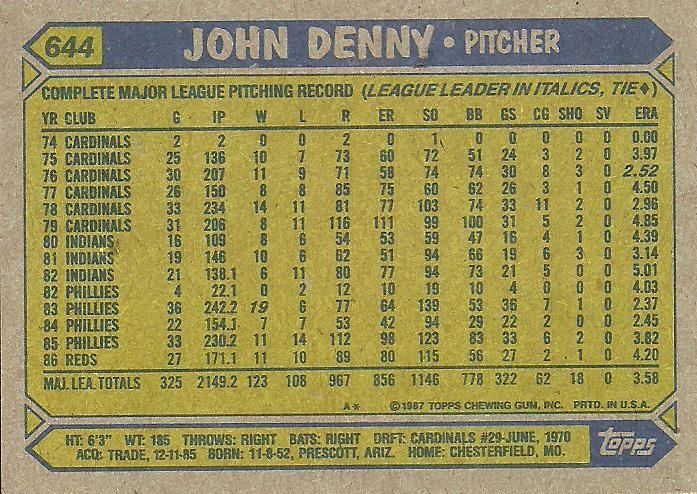 644 JOHN DENNY • PITCHER
COMPLETE MAJOR LEAGUE PITCHING RECORD (LEAGUE LEADER IN ITALICS, TIE♦)
YR CLUB G IP W L R ER SO BB GS CG SHO SV ERA
74 CARDINALS 2 2 0 0 2 0 1 0 0 0 0 0 0.00
75 CARDINALS 25 136 10 7 73 60 72 51 24 3 2 0 3.97
76 CARDINALS 30 207 11 9 71 58 74 74 30 8 3 0 2.52
77 CARDINALS 26 150 8 8 85 75 60 62 26 3 1 0 4.50
78 CARDINALS 33 234 14 11 81 77 103 74 33 11 2 0 2.96
79 CARDINALS 31 206 8 11 116 111 99 100 31 5 2 0 4.85
80 INDIANS 16 109 8 6 54 53 59 47 16 4 1 0 4.39
81 INDIANS 19 146 10 6 62 51 94 66 19 6 3 0 3.14
82 INDIANS 21 138.1 6 11 80 77 94 73 21 5 0 0 5.01
82 PHILLIES 4 22.1 0 2 12 10 19 10 4 0 0 0 4.03
83 PHILLIES 36 242.2 19 6 77 64 139 53 36 7 1 0 2.37
84 PHILLIES 22 154.1 7 7 53 42 94 29 22 2 0 0 2.45
85 PHILLIES 33 230.2 11 14 112 98 123 83 33 6 2 0 3.82
86 REDS 27 171.1 11 10 89 80 115 56 27 2 1 0 4.20
MAJ. LEA. TOTALS 325 2149.2 123 108 967 856 1146 778 322 62 18 0 3.58
A* ©1987 TOPPS CHEWING GUM, INC. PRTD. IN U.S.A.
HT: 6'3" WT: 185 THROWS: RIGHT BATS: RIGHT DRFT: CARDINALS #29-JUNE, 1970
ACQ: TRADE, 12-11-85 BORN: 11-8-52, PRESCOTT, ARIZ. HOME: CHESTERFIELD, MO.
topps